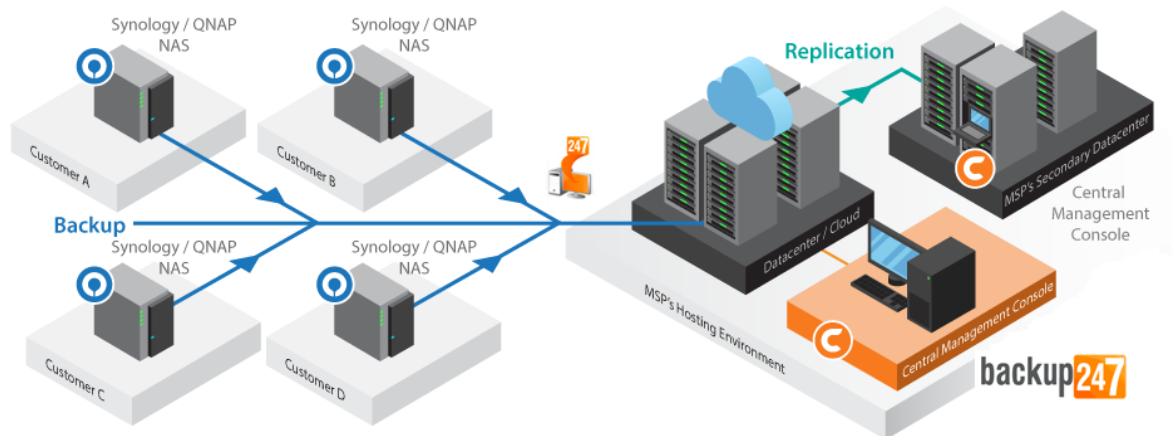 Synology / QNAP
NAS
Customer A
Synology / QNAP
NAS
Customer B
Backup
Synology / QNAP
NAS
Customer C
Synology / QNAP
NAS
Customer D
247
Replication
Datacenter / Cloud
MSP's Hosting Environment
C
Central Management Console
C
MSP's Secondary Datacenter
Central
Management
Console
backup247